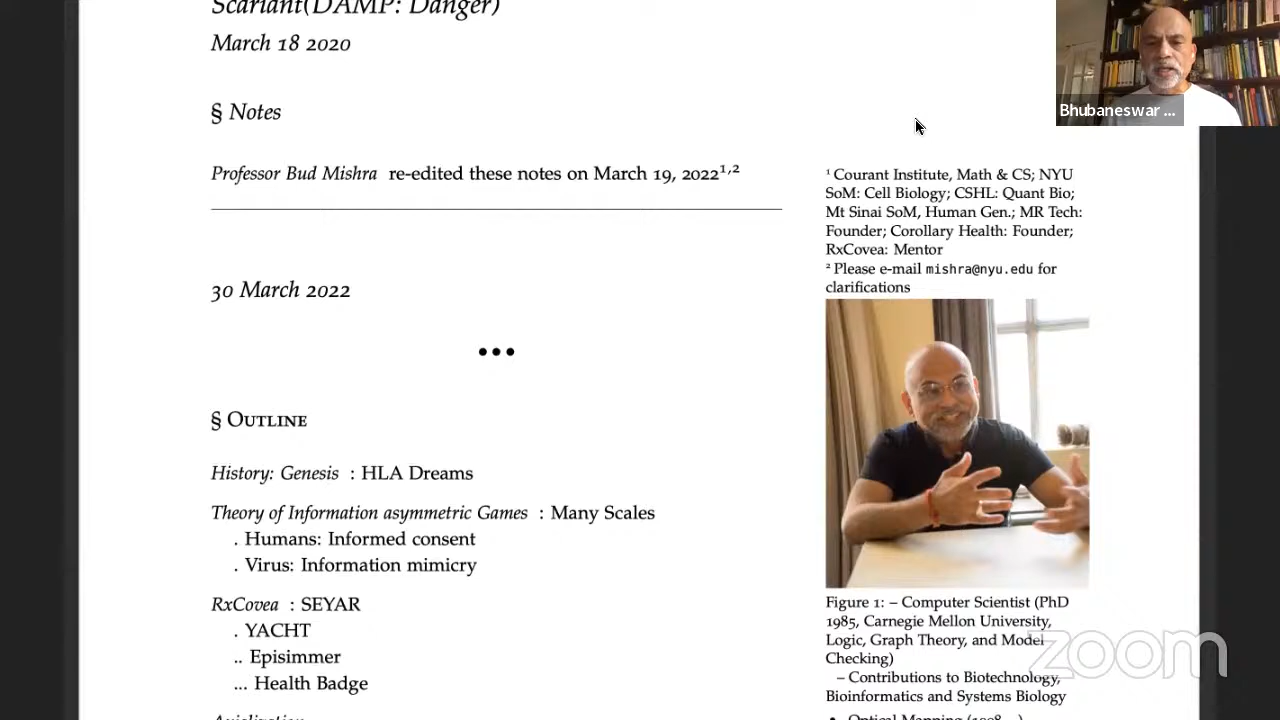 Scariant(DAMP: Danger)
March 18 2020
§ Notes
Professor Bud Mishra re-edited these notes on March 19, 2022¹,²
30 March 2022
•••
§ OUTLINE
History: Genesis : HLA Dreams
Theory of Information asymmetric Games : Many Scales
. Humans: Informed consent
. Virus: Information mimicry
RxCovea : SEYAR
. YACHT
.. Episimmer
... Health Badge
Bhubaneswar ...
¹ Courant Institute, Math & CS; NYU
SoM: Cell Biology; CSHL: Quant Bio;
Mt Sinai SoM, Human Gen.; MR Tech:
Founder; Corollary Health: Founder;
RxCovea: Mentor
² Please e-mail mishra@nyu.edu for
clarifications
Figure 1: – Computer Scientist (PhD
1985, Carnegie Mellon University,
Logic, Graph Theory, and Model
Checking)
– Contributions to Biotechnology,
Bioinformatics and Systems Biology
• Optical Mapping
zoom